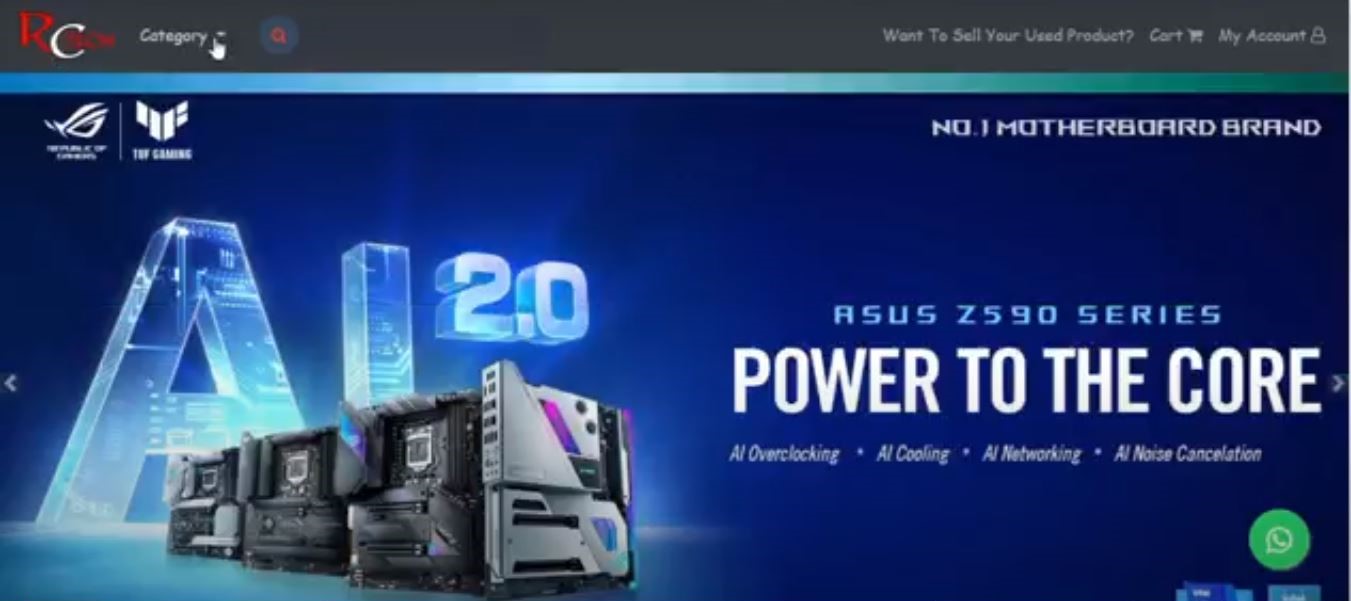 RC TECH
Category
Want To Sell Your Used Product?
Cart
My Account
REPUBLIC OF
GAMERS
TUF GAMING
NO.1 MOTHERBOARD BRAND
AI 2.0
ASUS Z590 SERIES
POWER TO THE CORE
AI Overclocking • AI Cooling • AI Networking • AI Noise Cancelation